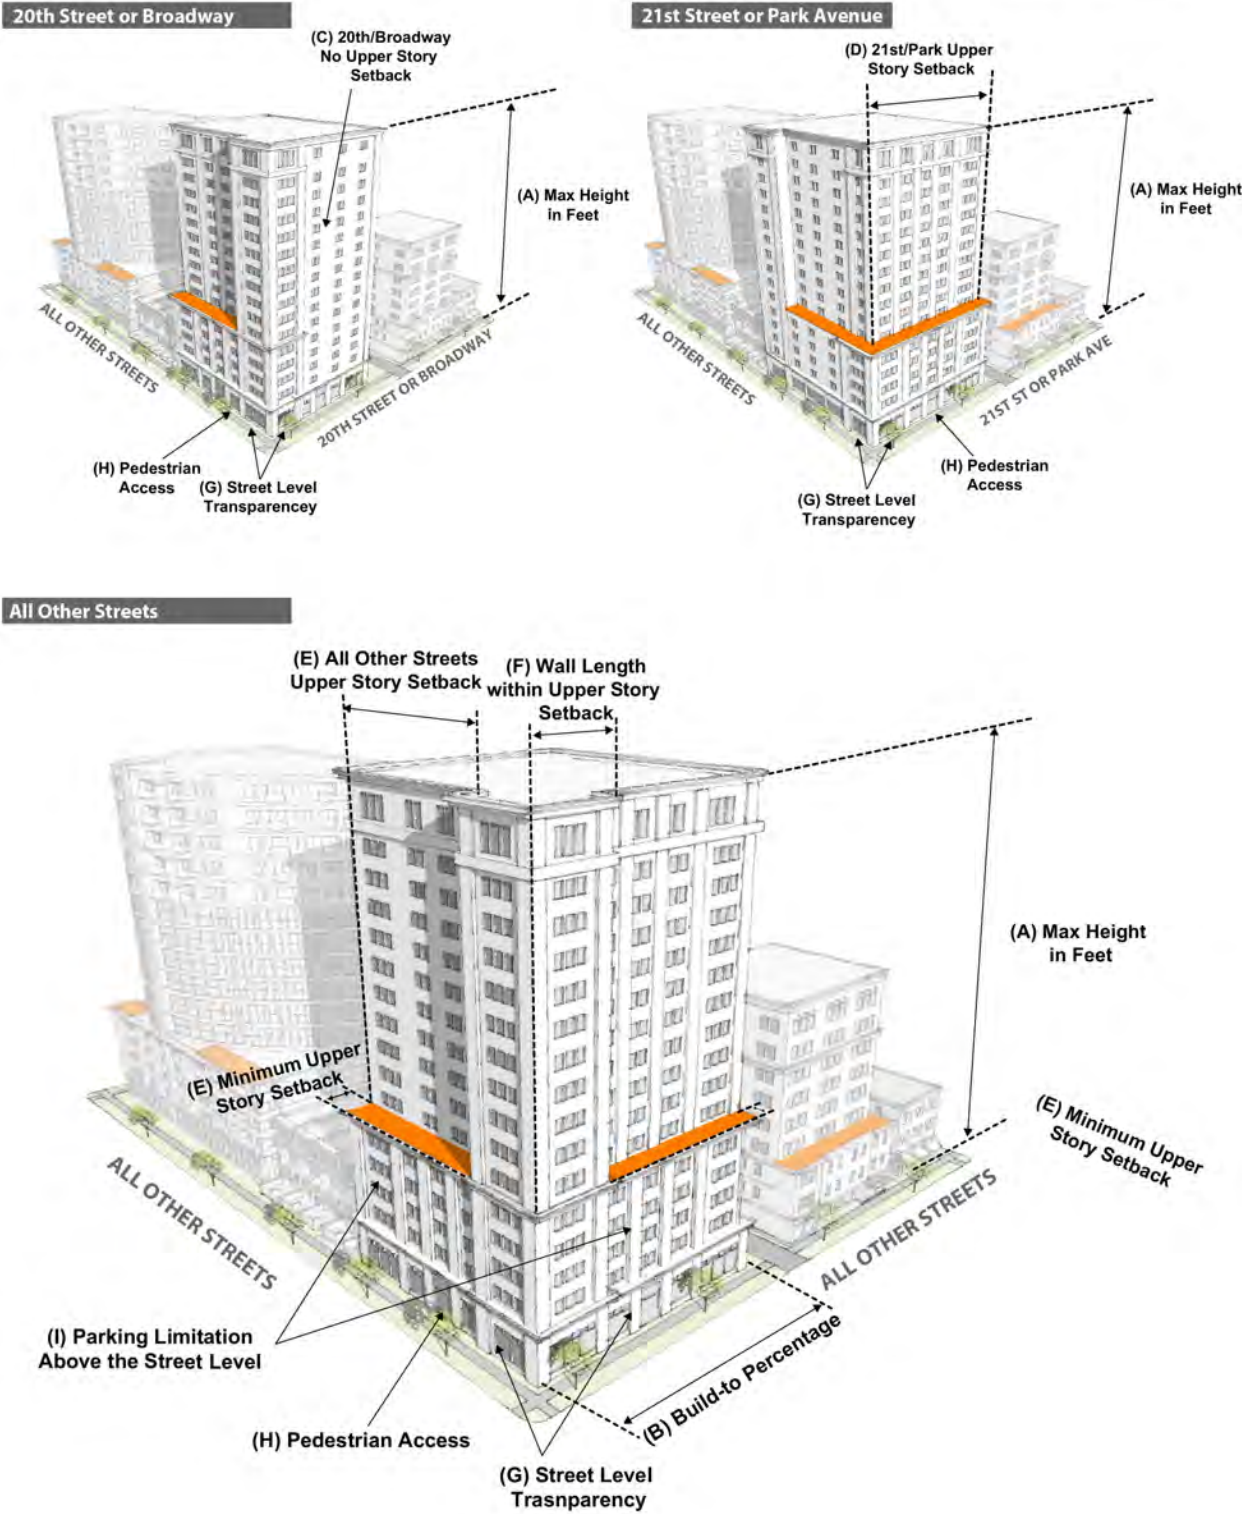 20th Street or Broadway
(C) 20th/Broadway
No Upper Story
Setback
(A) Max Height
in Feet
ALL OTHER STREETS
20TH STREET OR BROADWAY
(H) Pedestrian
Access
(G) Street Level
Transparencey
21st Street or Park Avenue
(D) 21st/Park Upper
Story Setback
(A) Max Height
in Feet
ALL OTHER STREETS
21ST ST OR PARK AVE
(H) Pedestrian
Access
(G) Street Level
Transparencey
All Other Streets
(E) All Other Streets
Upper Story Setback
(F) Wall Length
within Upper Story
Setback
(A) Max Height
in Feet
(E) Minimum Upper
Story Setback
(E) Minimum Upper
Story Setback
ALL OTHER STREETS
ALL OTHER STREETS
(I) Parking Limitation
Above the Street Level
(B) Build-to Percentage
(H) Pedestrian Access
(G) Street Level
Trasnparency